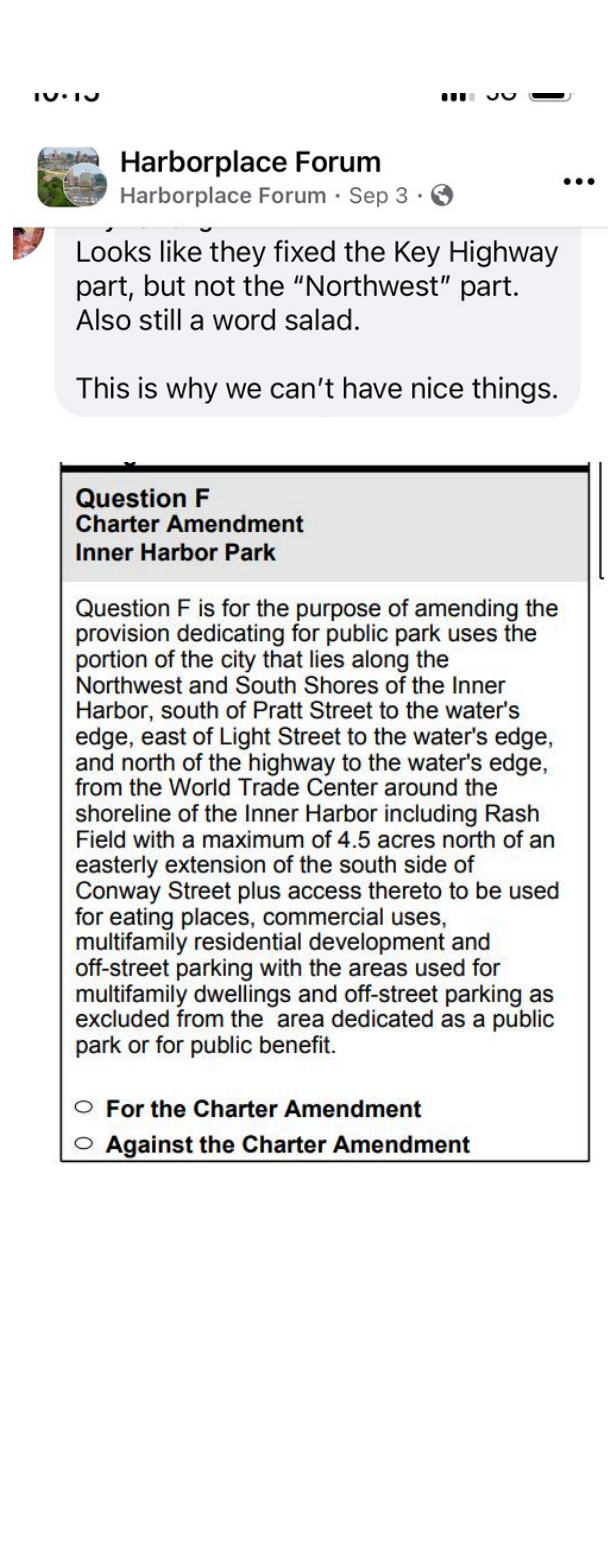 Harborplace Forum
Harborplace Forum · Sep 3 ·
Looks like they fixed the Key Highway
part, but not the “Northwest” part.
Also still a word salad.
This is why we can’t have nice things.
Question F
Charter Amendment
Inner Harbor Park
Question F is for the purpose of amending the
provision dedicating for public park uses the
portion of the city that lies along the
Northwest and South Shores of the Inner
Harbor, south of Pratt Street to the water's
edge, east of Light Street to the water's edge,
and north of the highway to the water's edge,
from the World Trade Center around the
shoreline of the Inner Harbor including Rash
Field with a maximum of 4.5 acres north of an
easterly extension of the south side of
Conway Street plus access thereto to be used
for eating places, commercial uses,
multifamily residential development and
off-street parking with the areas used for
multifamily dwellings and off-street parking as
excluded from the area dedicated as a public
park or for public benefit.
For the Charter Amendment
Against the Charter Amendment